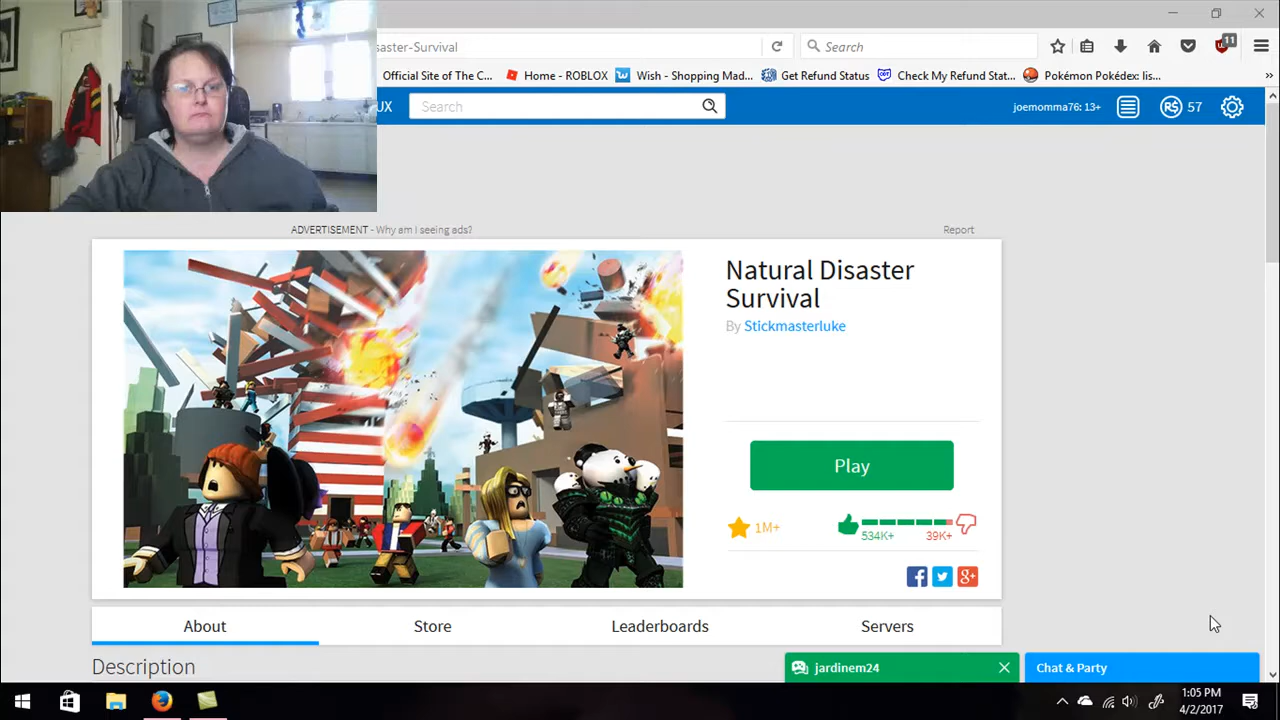 saster-Survival
Search
11
Official Site of The C...
Home - ROBLOX
Wish - Shopping Mad...
Get Refund Status
Check My Refund Stat...
Pokémon Pokédex: lis...
»
UX
Search
joemomma76: 13+
R$ 57
ADVERTISEMENT - Why am I seeing ads?
Report
Natural Disaster
Survival
By Stickmasterluke
Play
1M+
534K+
39K+
About
Store
Leaderboards
Servers
Description
jardinem24
Chat & Party
1:05 PM
4/2/2017